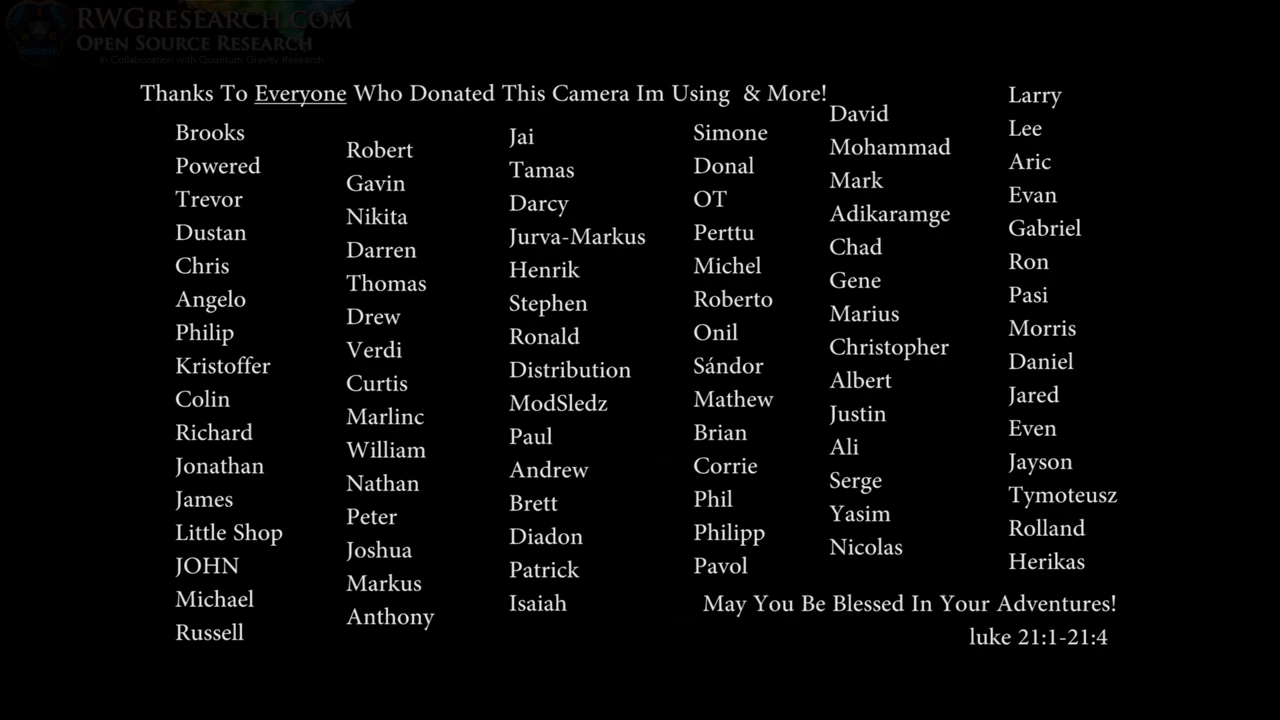 RWGRESEARCH.COM
OPEN SOURCE RESEARCH
In Collaboration with Quantum Gravity Research
Thanks To Everyone Who Donated This Camera Im Using & More!
Brooks
Powered
Trevor
Dustan
Chris
Angelo
Philip
Kristoffer
Colin
Richard
Jonathan
James
Little Shop
JOHN
Michael
Russell
Robert
Gavin
Nikita
Darren
Thomas
Drew
Verdi
Curtis
Marlinc
William
Nathan
Peter
Joshua
Markus
Anthony
Jai
Tamas
Darcy
Jurva-Markus
Henrik
Stephen
Ronald
Distribution
ModSledz
Paul
Andrew
Brett
Diadon
Patrick
Isaiah
Simone
Donal
OT
Perttu
Michel
Roberto
Onil
Sándor
Mathew
Brian
Corrie
Phil
Philipp
Pavol
David
Mohammad
Mark
Adikaramge
Chad
Gene
Marius
Christopher
Albert
Justin
Ali
Serge
Yasim
Nicolas
Larry
Lee
Aric
Evan
Gabriel
Ron
Pasi
Morris
Daniel
Jared
Even
Jayson
Tymoteusz
Rolland
Herikas
May You Be Blessed In Your Adventures!
luke 21:1-21:4